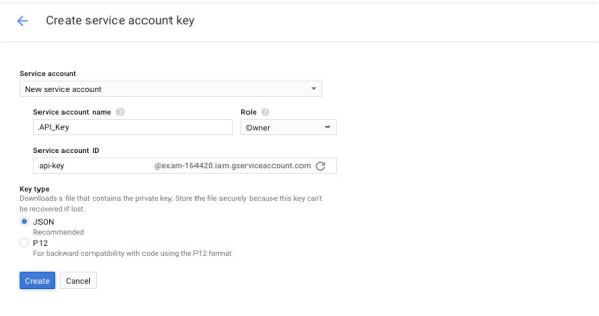 Create service account key
Service account
New service account
Service account name
Role
API_Key
Owner
Service account ID
api-key @exam-164420.iam.gserviceaccount.com
Key type
Downloads a file that contains the private key. Store the file securely because this key can't
be recovered if lost.
JSON
Recommended
P12
For backward compatibility with code using the P12 format
Create Cancel